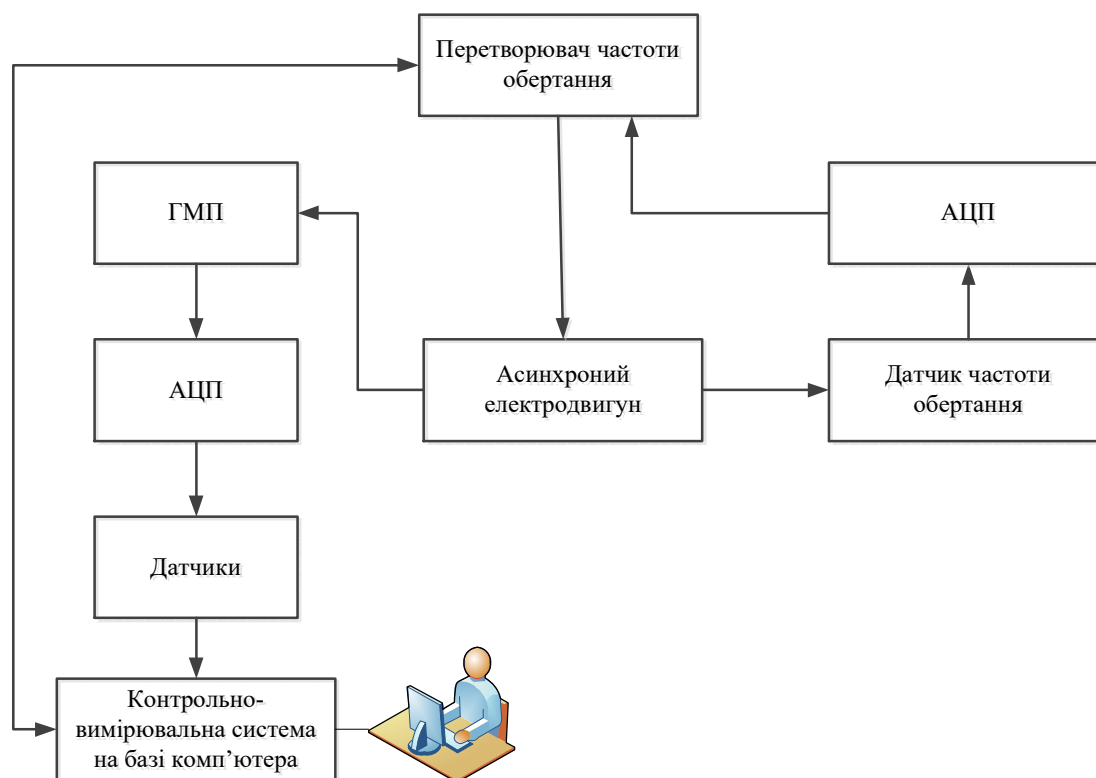 Перетворювач частоти
обертання
ГМП
АЦП
АЦП
Асинхроний
електродвигун
Датчик частоти
обертання
Датчики
Контрольно-
вимірювальна система
на базі комп’ютера